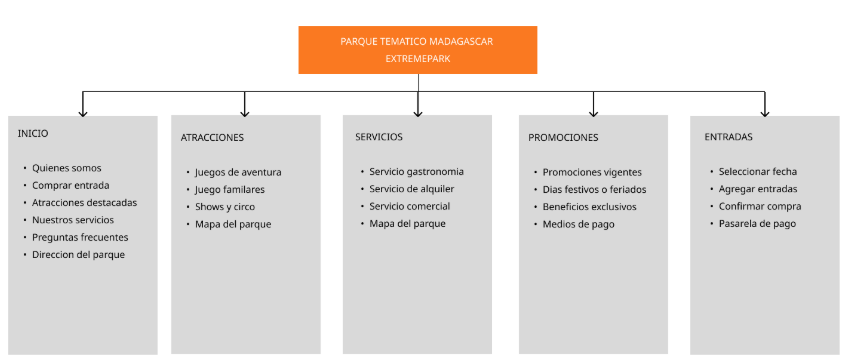 PARQUE TEMATICO MADAGASCAR
EXTREMEPARK
INICIO
• Quienes somos
• Comprar entrada
• Atracciones destacadas
• Nuestros servicios
• Preguntas frecuentes
• Direccion del parque
ATRACCIONES
• Juegos de aventura
• Juego familares
• Shows y circo
• Mapa del parque
SERVICIOS
• Servicio gastronomia
• Servicio de alquiler
• Servicio comercial
• Mapa del parque
PROMOCIONES
• Promociones vigentes
• Dias festivos o feriados
• Beneficios exclusivos
• Medios de pago
ENTRADAS
• Seleccionar fecha
• Agregar entradas
• Confirmar compra
• Pasarela de pago